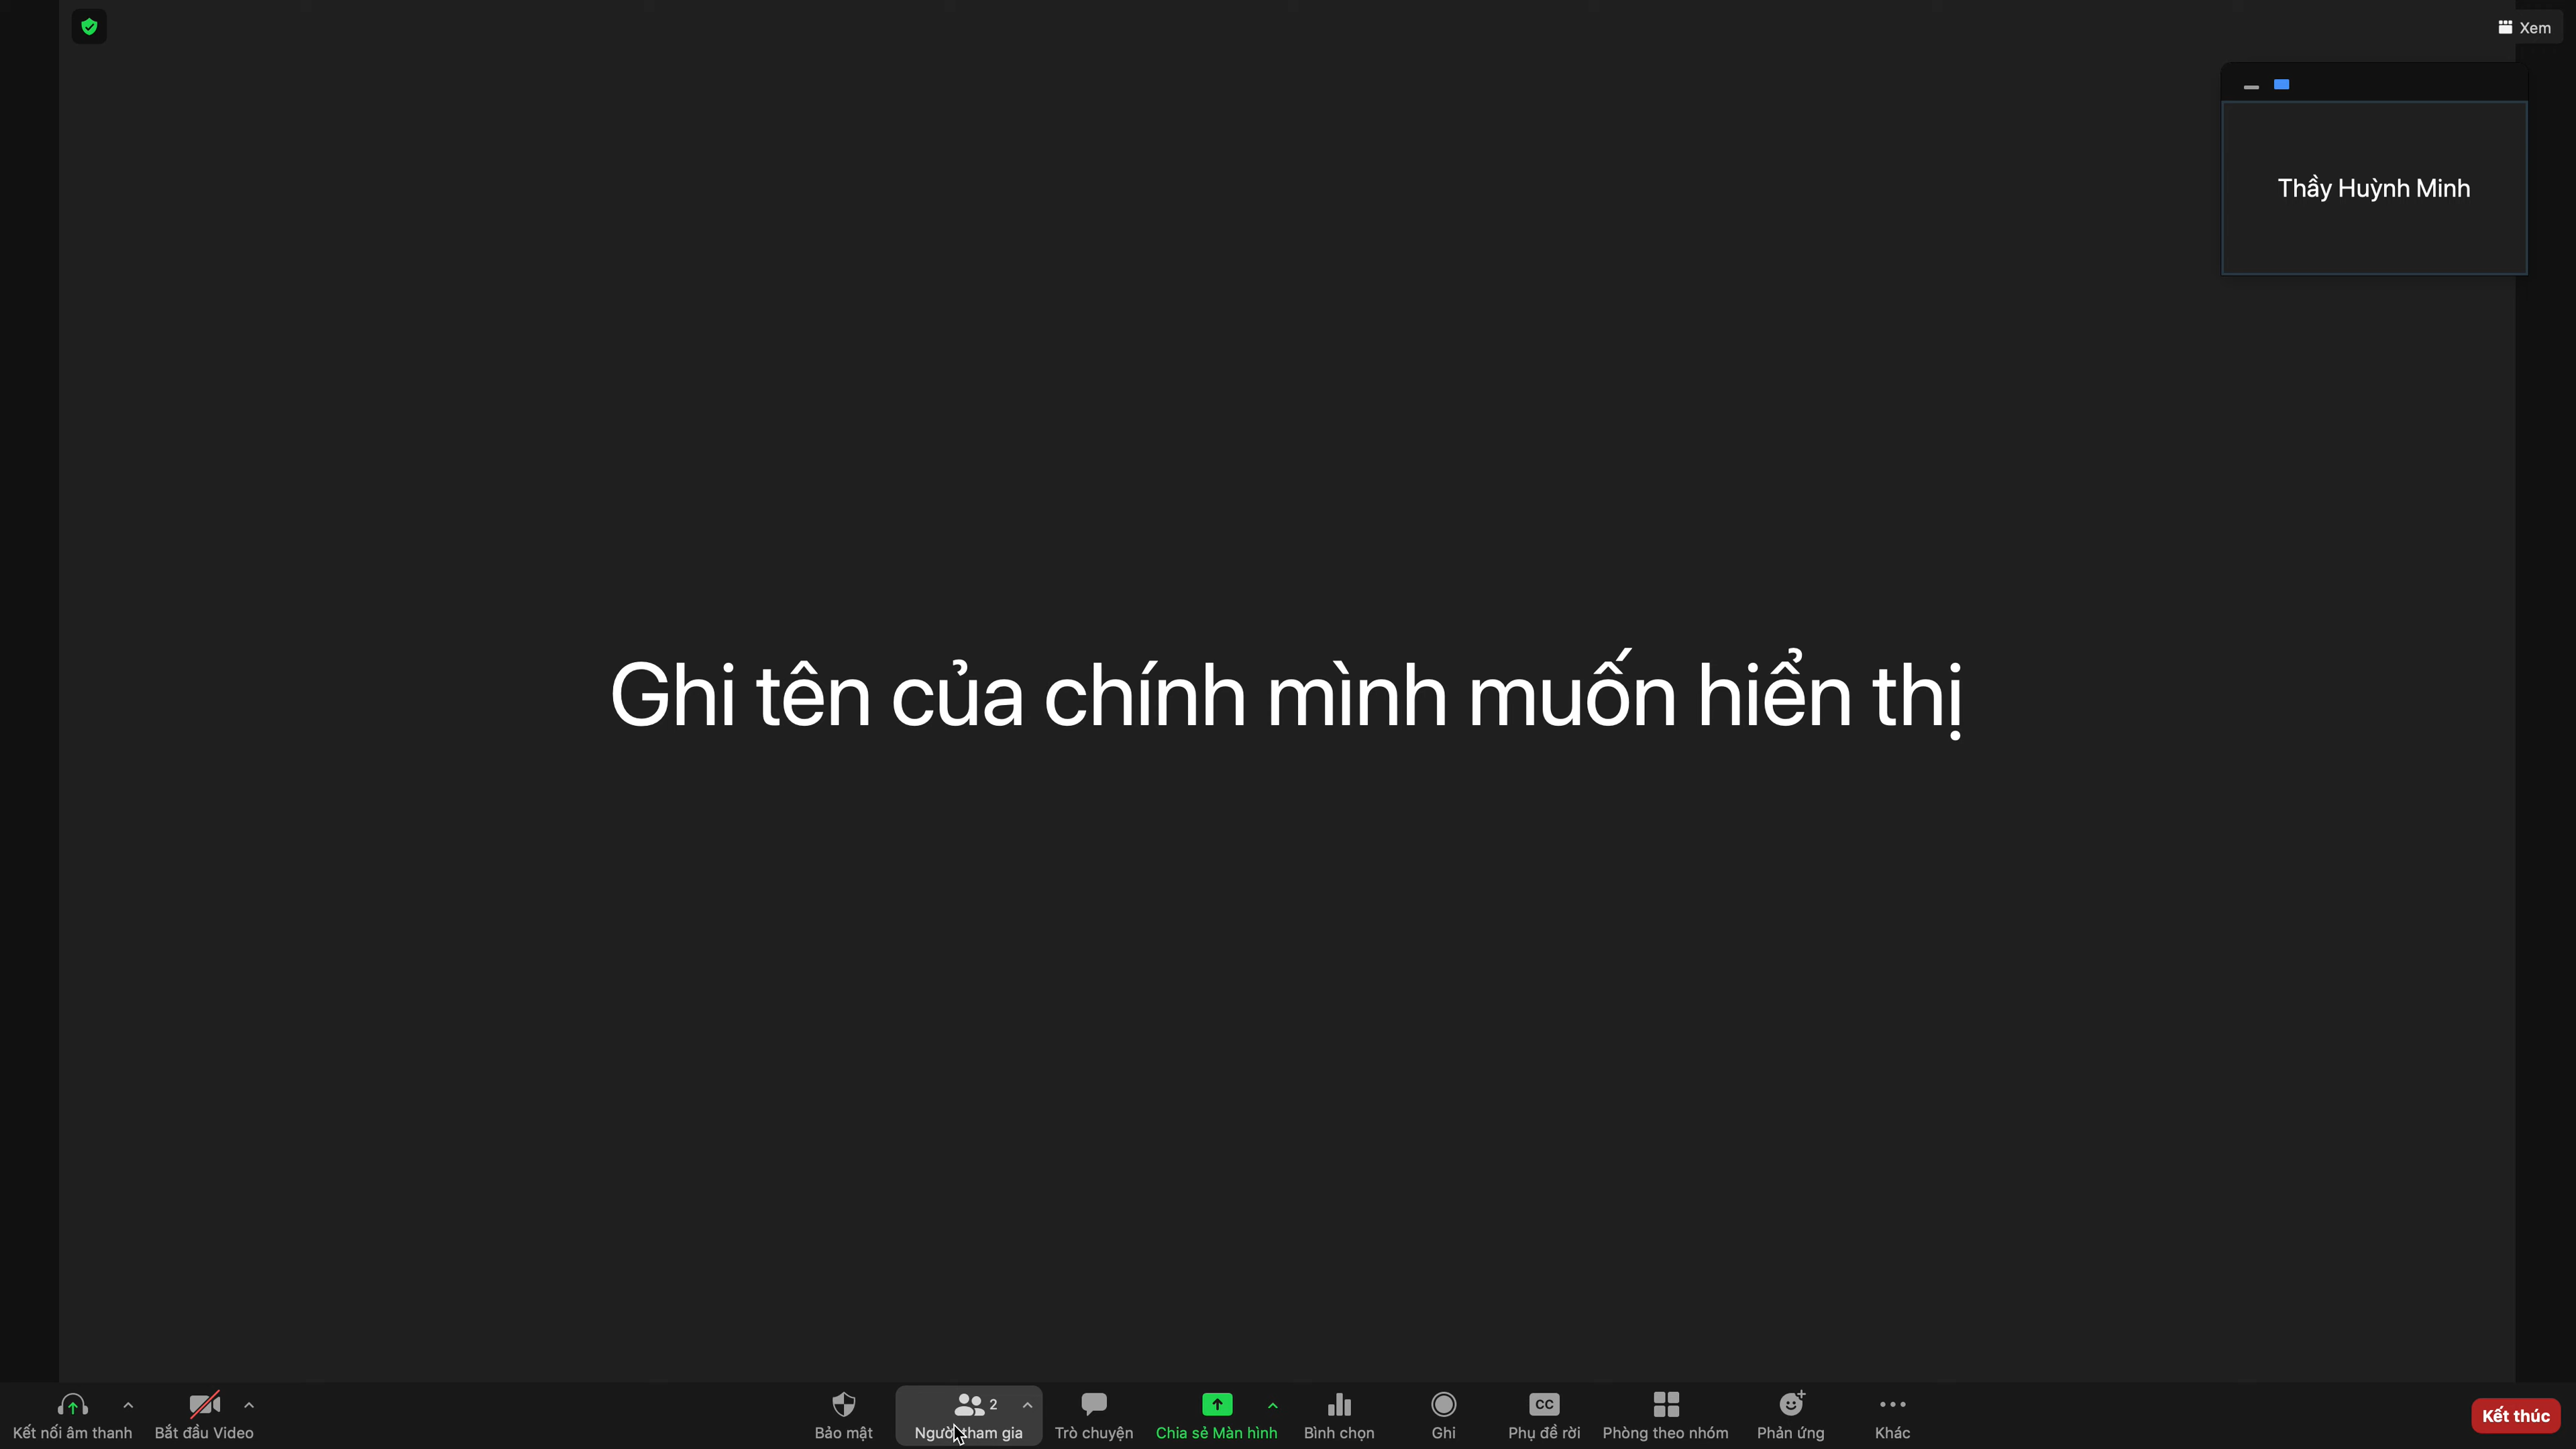 Xem
Thầy Huỳnh Minh
Ghi tên của chính mình muốn hiển thị
Kết nối âm thanh
Bắt đầu Video
Bảo mật
2
Người tham gia
Trò chuyện
Chia sẻ Màn hình
Bình chọn
Ghi
CC
Phụ đề rời
Phòng theo nhóm
Phản ứng
Khác
Kết thúc